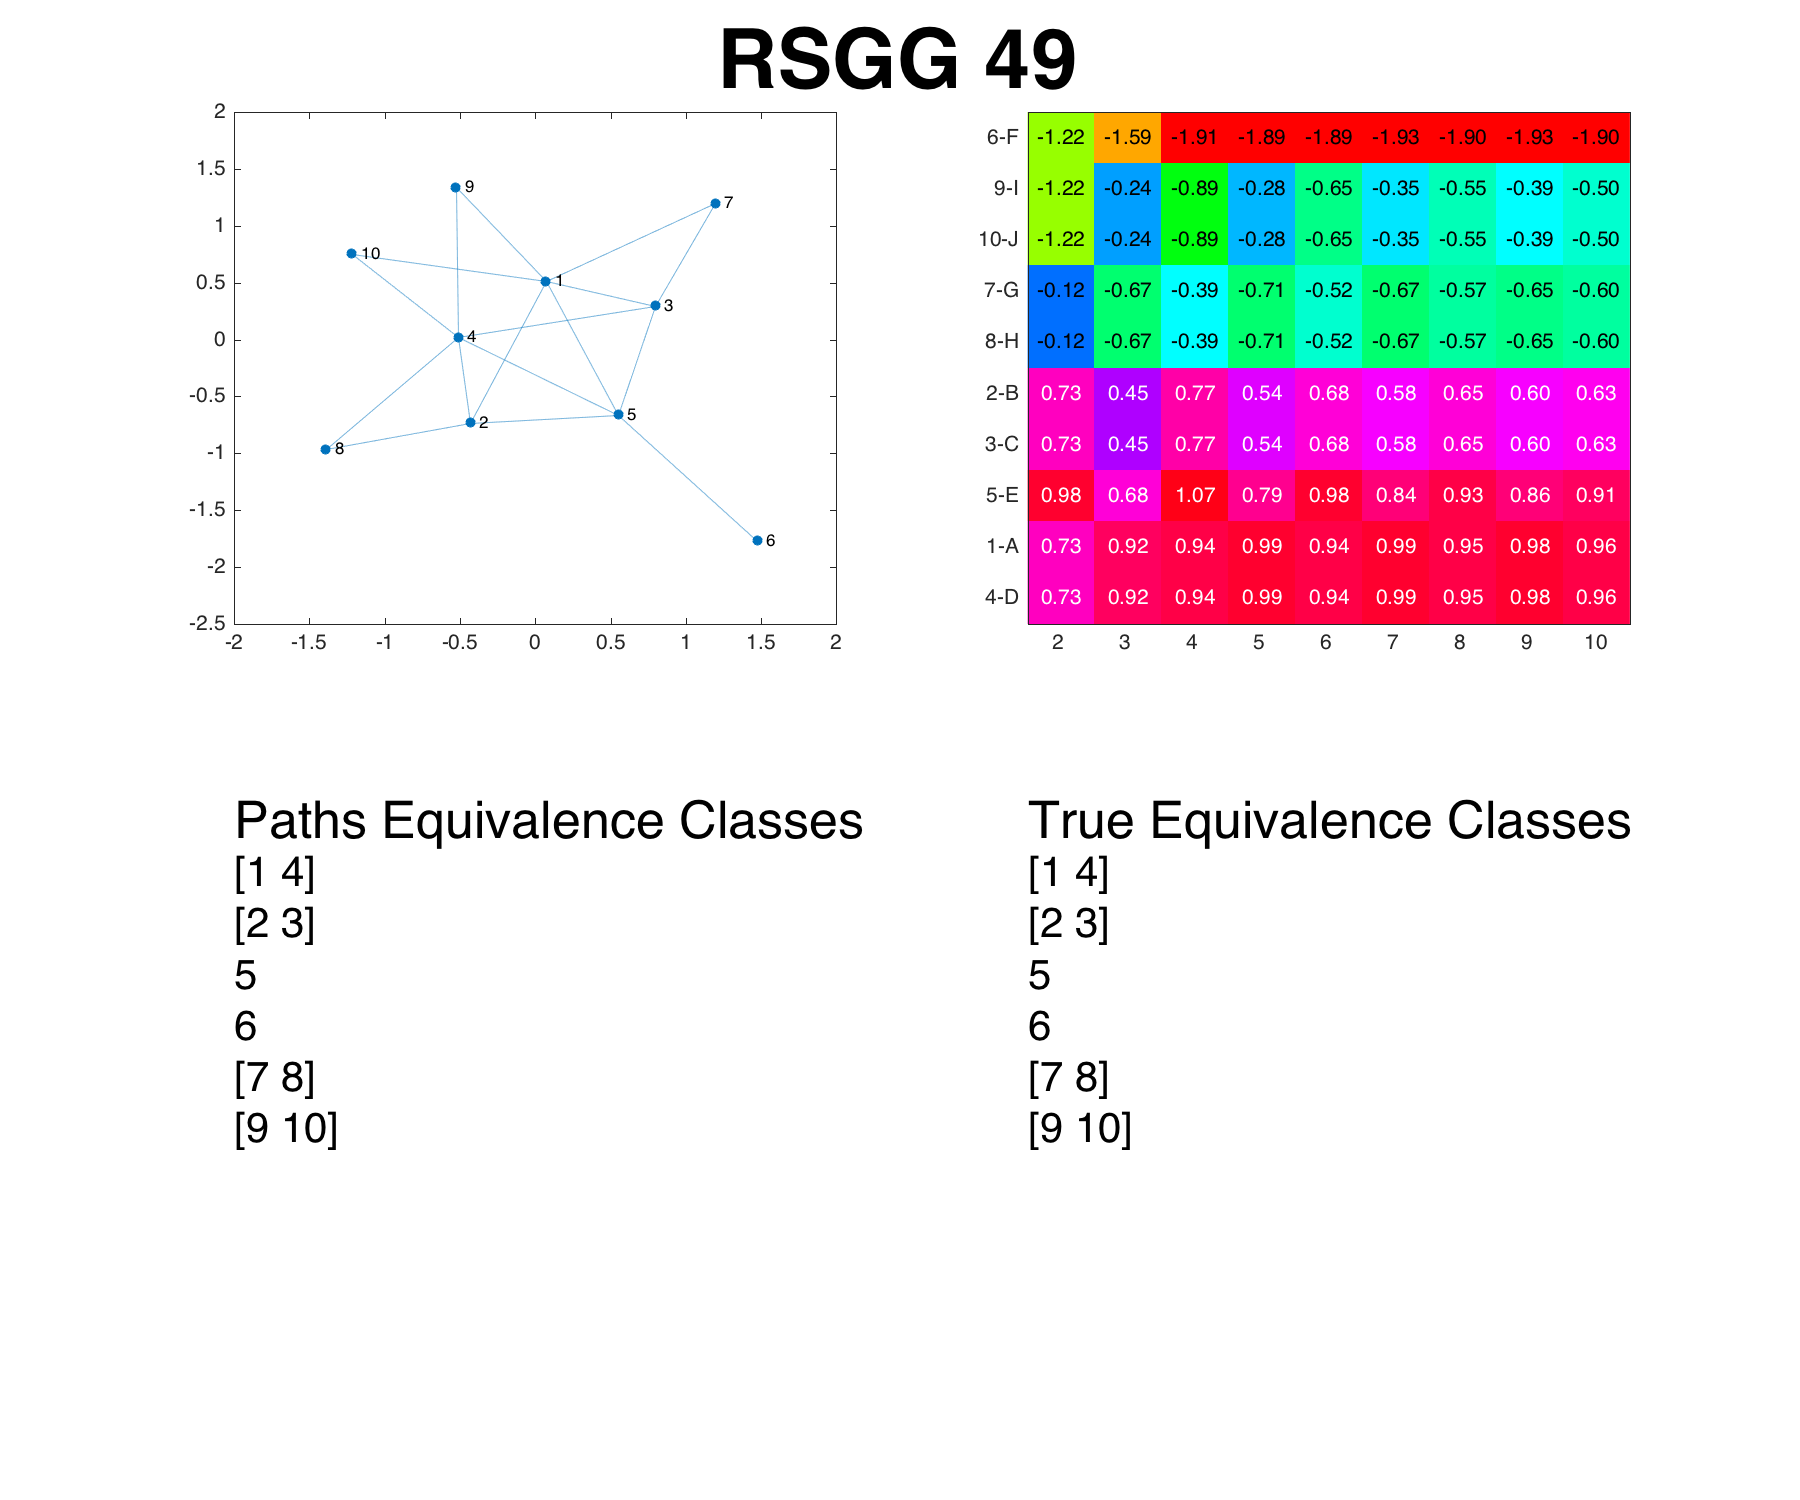 RSGG 49
2
1.5
1
0.5
0
-0.5
-1
-1.5
-2
-2.5
-2 -1.5 -1 -0.5 0 0.5 1 1.5 2
9
7
10
1
3
4
5
2
8
6
6-F -1.22 -1.59 -1.91 -1.89 -1.89 -1.93 -1.90 -1.93 -1.90
9-I -1.22 -0.24 -0.89 -0.28 -0.65 -0.35 -0.55 -0.39 -0.50
10-J -1.22 -0.24 -0.89 -0.28 -0.65 -0.35 -0.55 -0.39 -0.50
7-G -0.12 -0.67 -0.39 -0.71 -0.52 -0.67 -0.57 -0.65 -0.60
8-H -0.12 -0.67 -0.39 -0.71 -0.52 -0.67 -0.57 -0.65 -0.60
2-B 0.73 0.45 0.77 0.54 0.68 0.58 0.65 0.60 0.63
3-C 0.73 0.45 0.77 0.54 0.68 0.58 0.65 0.60 0.63
5-E 0.98 0.68 1.07 0.79 0.98 0.84 0.93 0.86 0.91
1-A 0.73 0.92 0.94 0.99 0.94 0.99 0.95 0.98 0.96
4-D 0.73 0.92 0.94 0.99 0.94 0.99 0.95 0.98 0.96
2 3 4 5 6 7 8 9 10
Paths Equivalence Classes
[1 4]
[2 3]
5
6
[7 8]
[9 10]
True Equivalence Classes
[1 4]
[2 3]
5
6
[7 8]
[9 10]